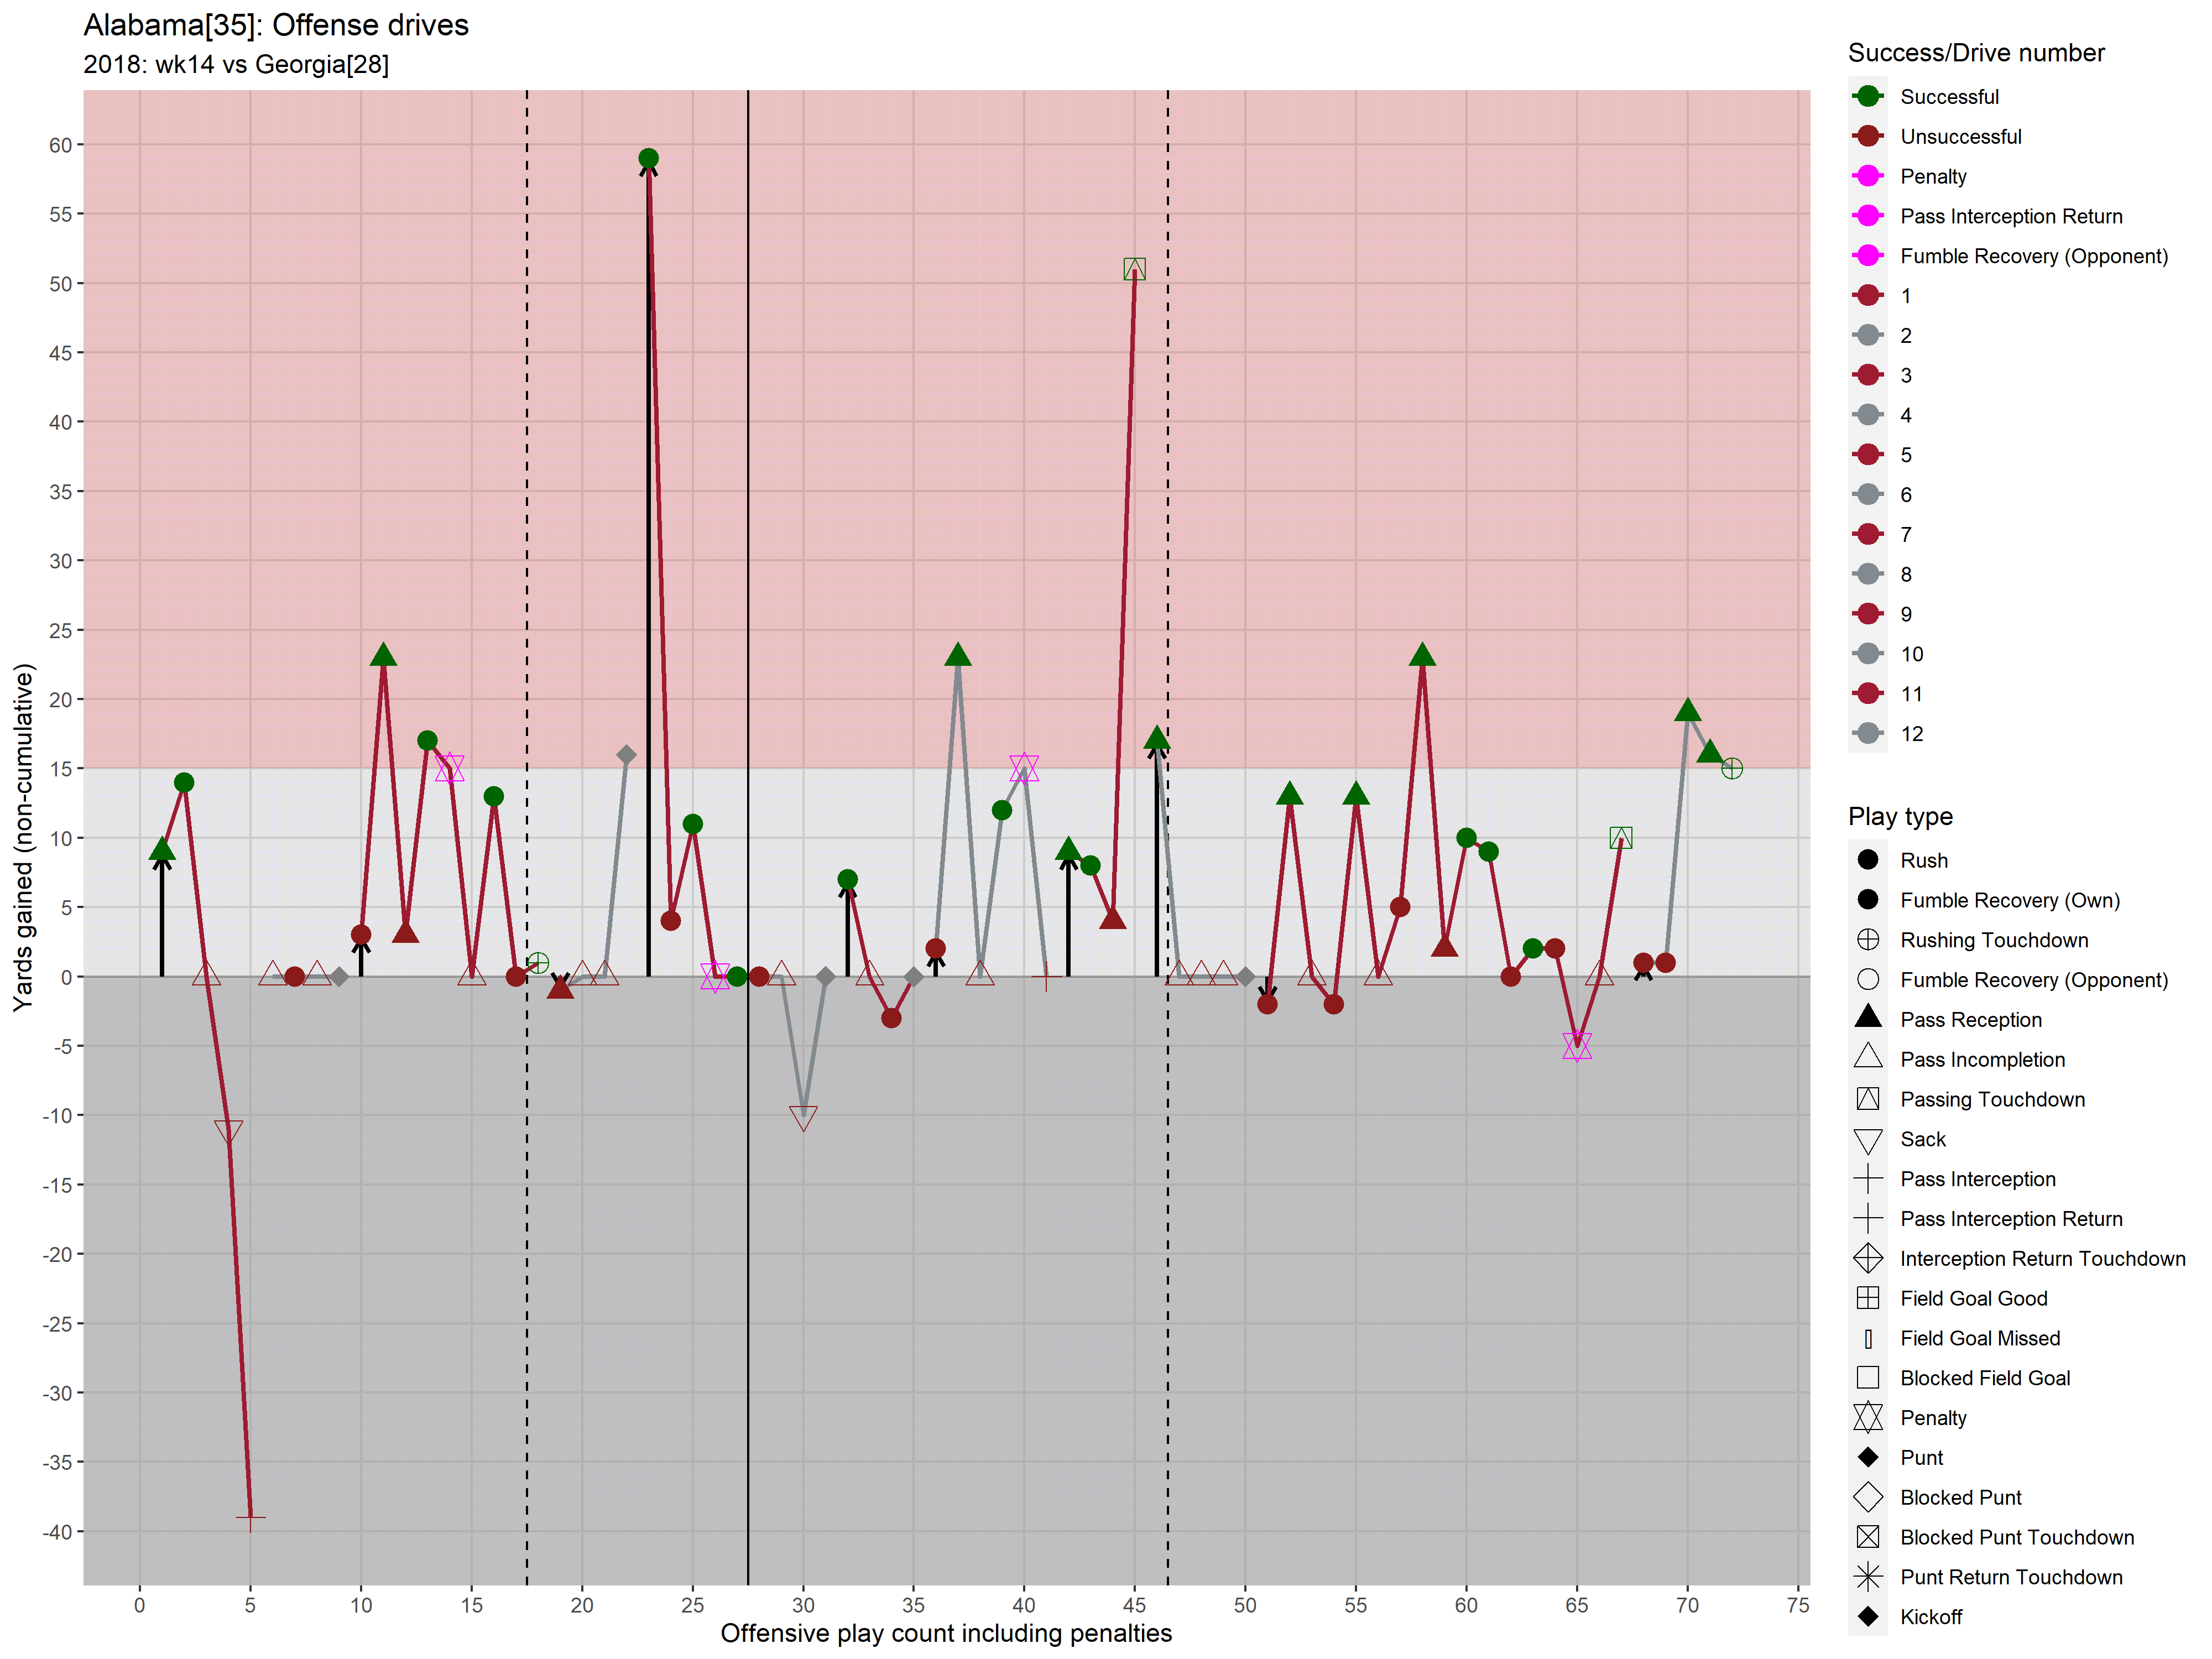 Alabama[35]: Offense drives
2018: wk14 vs Georgia[28]
Yards gained (non-cumulative)
60
55
50
45
40
35
30
25
20
15
10
5
0
-5
-10
-15
-20
-25
-30
-35
-40
0 5 10 15 20 25 30 35 40 45 50 55 60 65 70 75
Offensive play count including penalties
Success/Drive number
Successful
Unsuccessful
Penalty
Pass Interception Return
Fumble Recovery (Opponent)
1
2
3
4
5
6
7
8
9
10
11
12
Play type
Rush
Fumble Recovery (Own)
Rushing Touchdown
Fumble Recovery (Opponent)
Pass Reception
Pass Incompletion
Passing Touchdown
Sack
Pass Interception
Pass Interception Return
Interception Return Touchdown
Field Goal Good
Field Goal Missed
Blocked Field Goal
Penalty
Punt
Blocked Punt
Blocked Punt Touchdown
Punt Return Touchdown
Kickoff